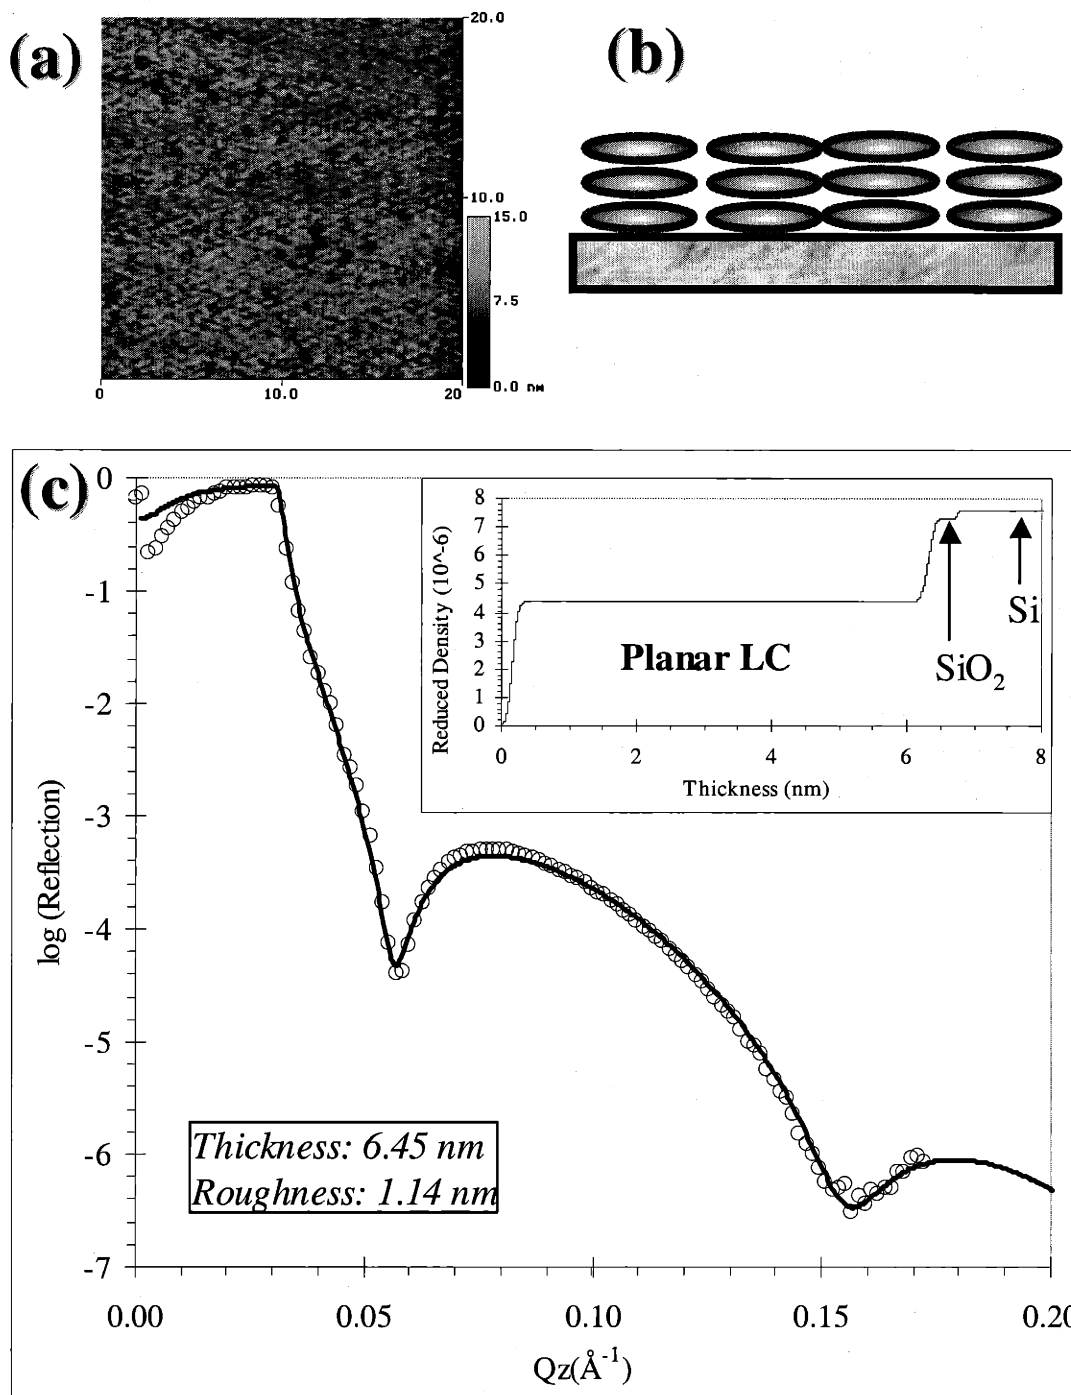 (a)
20.0
10.0
15.0
7.5
0.0 nm
0
10.0
20
(b)
(c)
0
-1
-2
-3
-4
-5
-6
-7
log (Reflection)
0.00
0.05
0.10
0.15
0.20
Qz(Å-1)
Thickness: 6.45 nm
Roughness: 1.14 nm
8
7
6
5
4
3
2
1
0
Reduced Density (10^-6)
Planar LC
SiO2
Si
0
2
4
6
8
Thickness (nm)